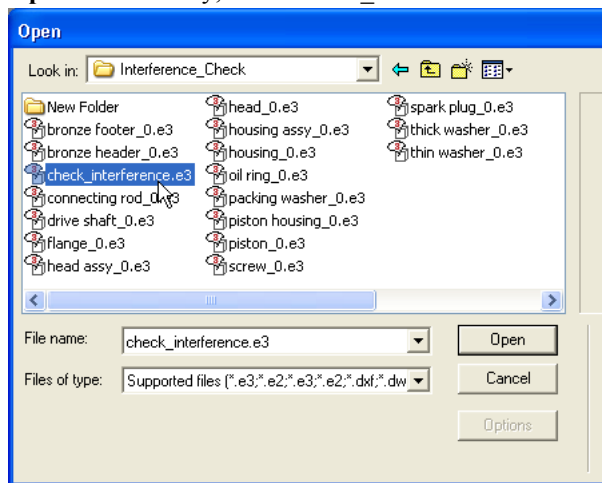 Open
Look in: Interference_Check
New Folder
bronze footer_0.e3
bronze header_0.e3
check_interference.e3
connecting rod_0.e3
drive shaft_0.e3
flange_0.e3
head assy_0.e3
head_0.e3
housing assy_0.e3
housing_0.e3
oil ring_0.e3
packing washer_0.e3
piston housing_0.e3
piston_0.e3
screw_0.e3
spark plug_0.e3
thick washer_0.e3
thin washer_0.e3
File name: check_interference.e3 Open
Files of type: Supported files (*.e3;*.e2;*.e3;*.e2;*.dxf;*.dw Cancel
Options